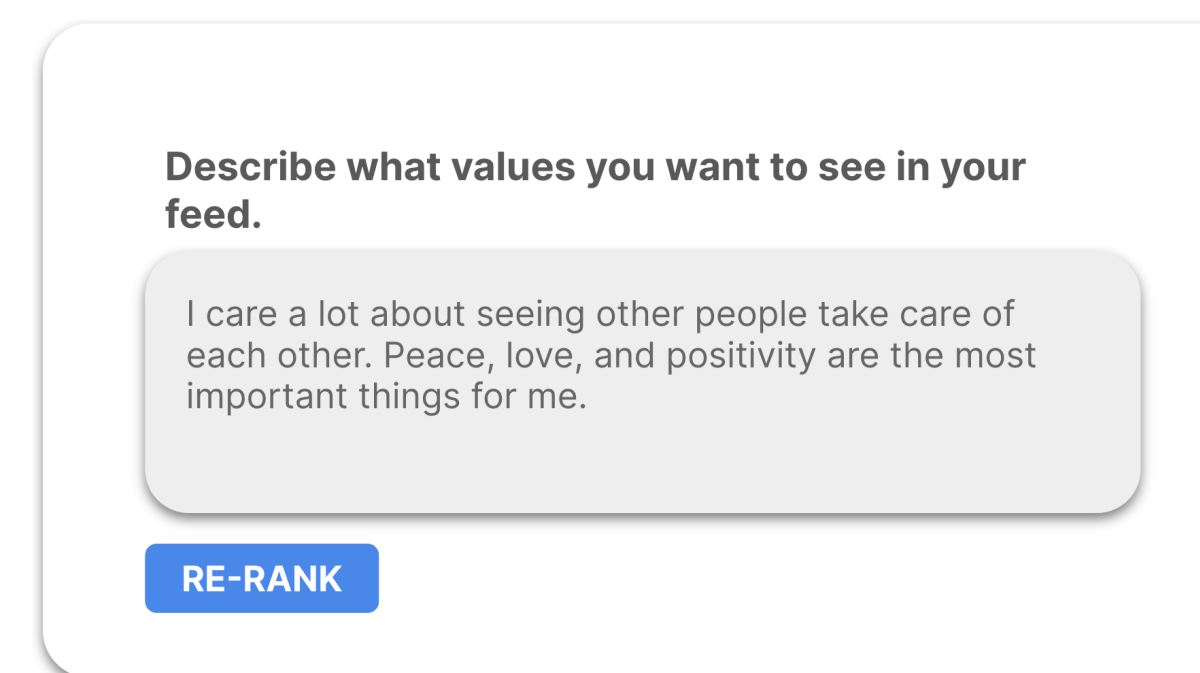 Describe what values you want to see in your
feed.
I care a lot about seeing other people take care of
each other. Peace, love, and positivity are the most
important things for me.
RE-RANK